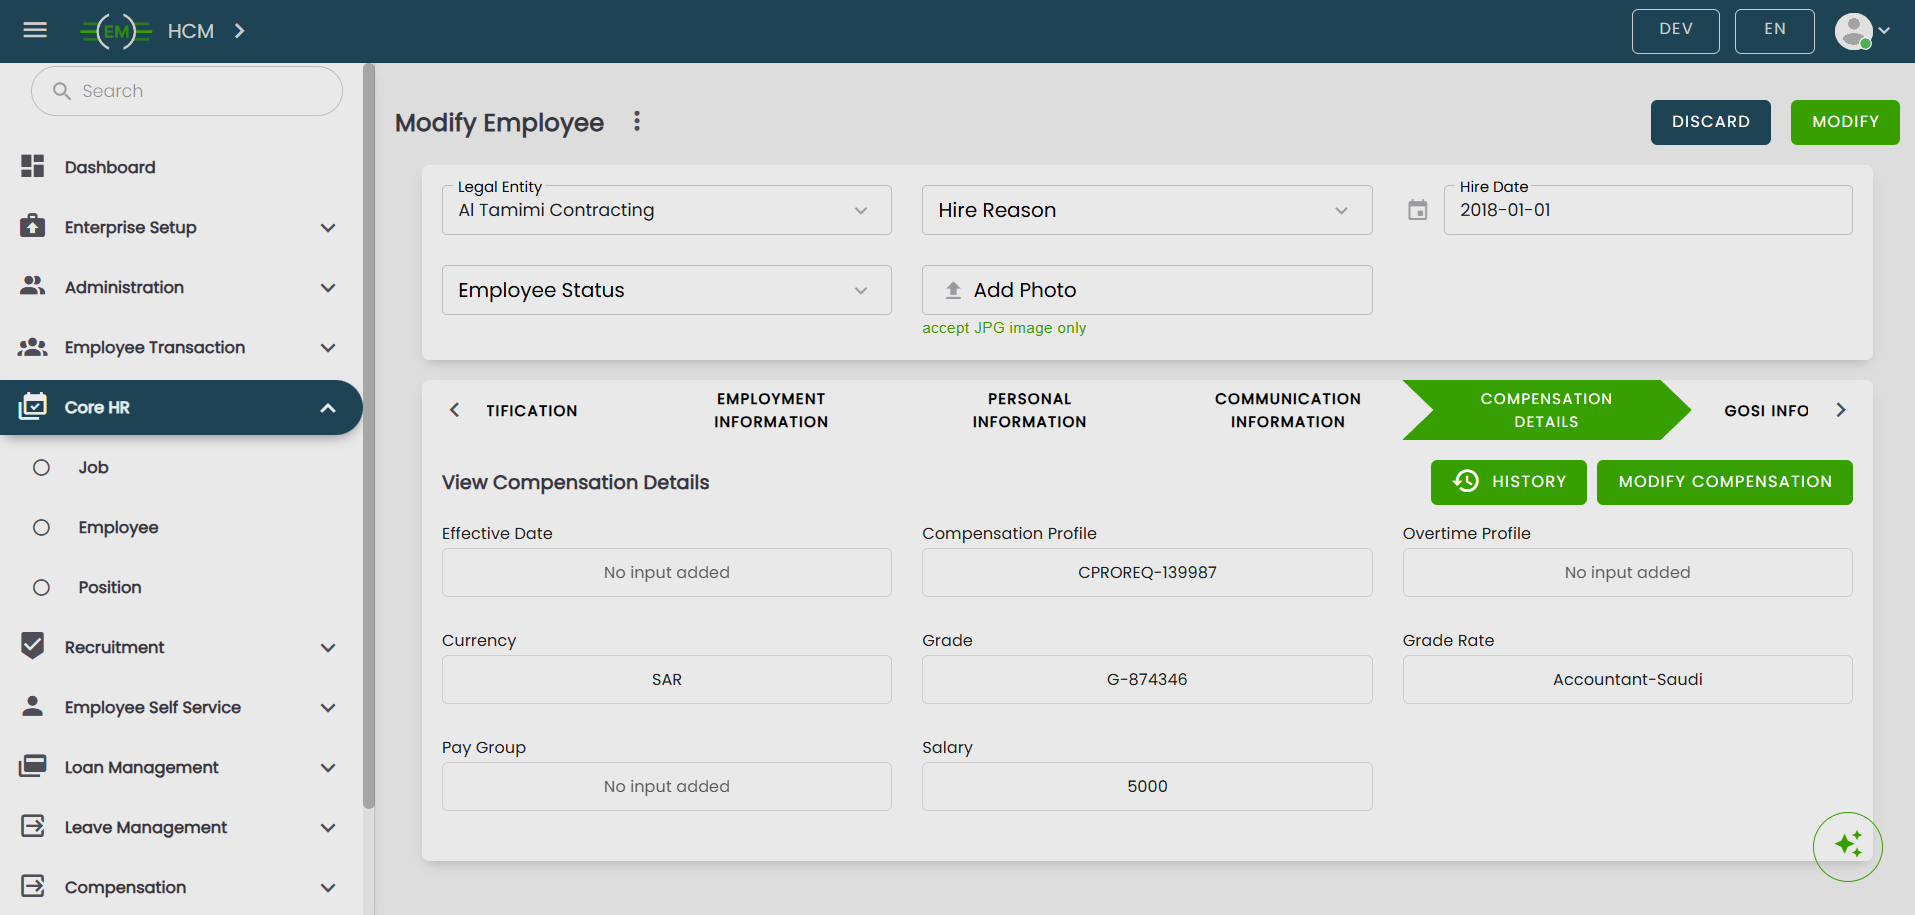 EM
HCM
DEV
EN
Search
Dashboard
Enterprise Setup
Administration
Employee Transaction
Core HR
Job
Employee
Position
Recruitment
Employee Self Service
Loan Management
Leave Management
Compensation
Modify Employee
DISCARD
MODIFY
Legal Entity
Al Tamimi Contracting
Hire Reason
Hire Date
2018-01-01
Employee Status
Add Photo
accept JPG image only
TIFICATION
EMPLOYMENT
INFORMATION
PERSONAL
INFORMATION
COMMUNICATION
INFORMATION
COMPENSATION
DETAILS
GOSI INFO
View Compensation Details
HISTORY
MODIFY COMPENSATION
Effective Date
No input added
Compensation Profile
CPROREQ-139987
Overtime Profile
No input added
Currency
SAR
Grade
G-874346
Grade Rate
Accountant-Saudi
Pay Group
No input added
Salary
5000